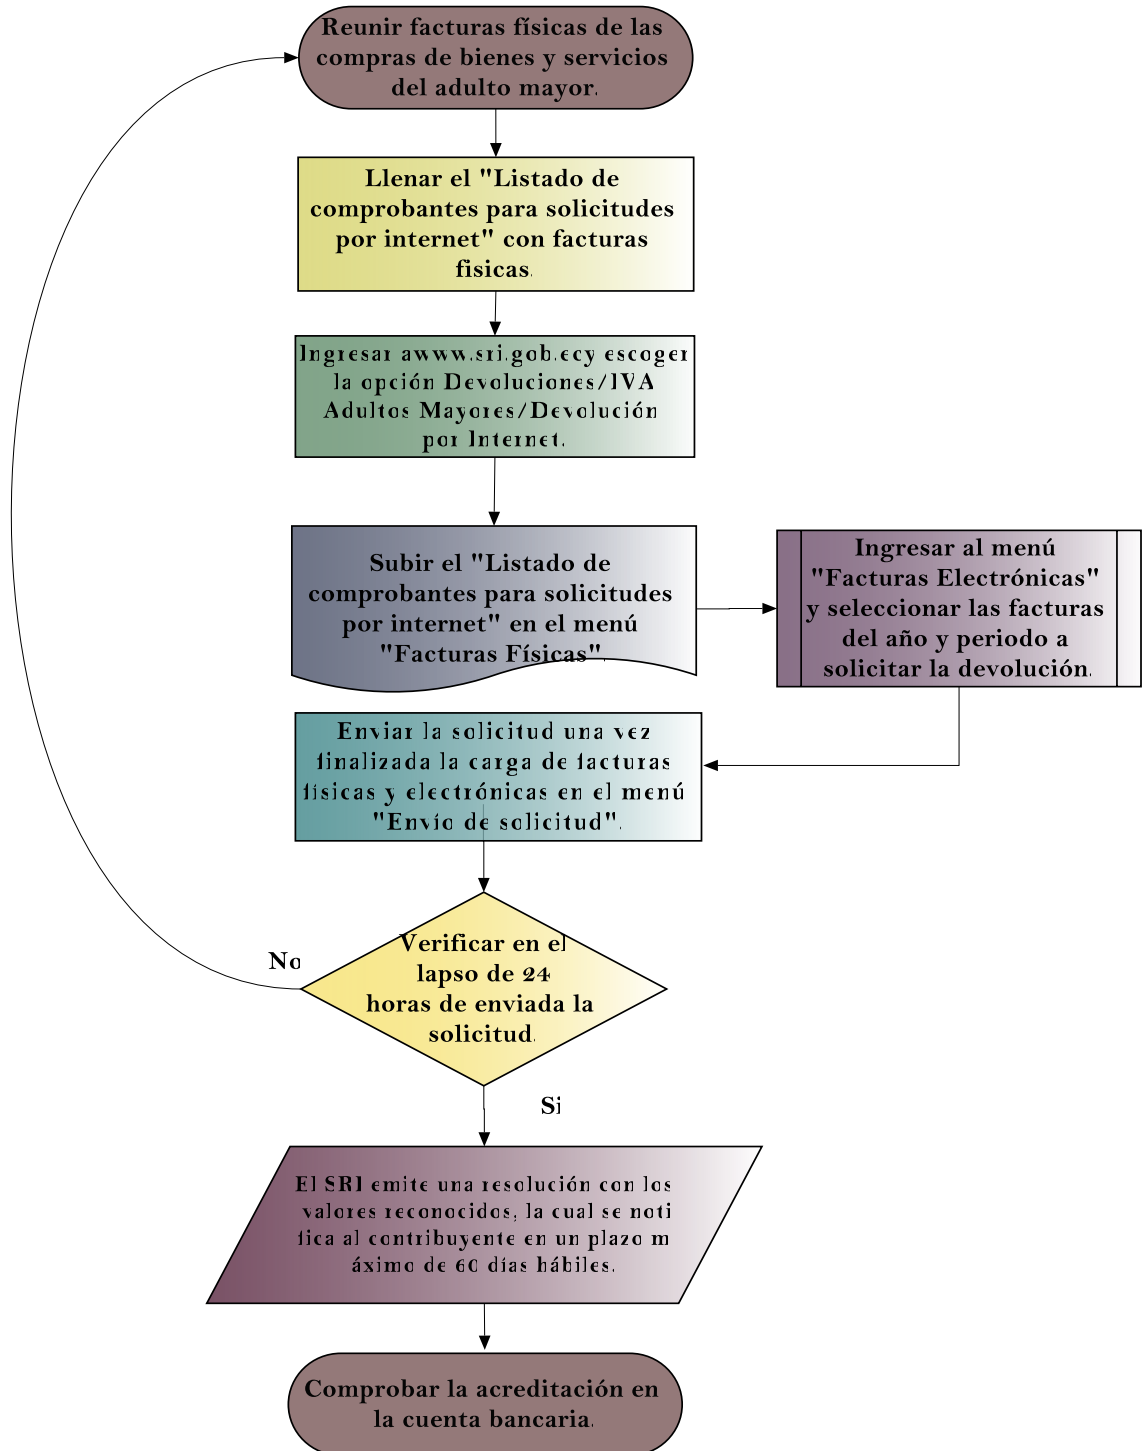 Reunir facturas físicas de las
compras de bienes y servicios
del adulto mayor.
Llenar el "Listado de
comprobantes para solicitudes
por internet" con facturas
fisicas.
Ingresar awww.sri.gob.ecy escoger
la opción Devoluciones/IVA
Adultos Mayores/Devolución
por Internet.
Subir el "Listado de
comprobantes para solicitudes
por internet" en el menú
"Facturas Físicas".
Ingresar al menú
"Facturas Electrónicas"
y seleccionar las facturas
del año y periodo a
solicitar la devolución.
Enviar la solicitud una vez
finalizada la carga de facturas
físicas y electrónicas en el menú
"Envío de solicitud".
Verificar en el
lapso de 24
horas de enviada la
solicitud.
No
Si
El SRI emite una resolución con los
valores reconocidos, la cual se noti
fica al contribuyente en un plazo m
áximo de 60 días hábiles.
Comprobar la acreditación en
la cuenta bancaria.